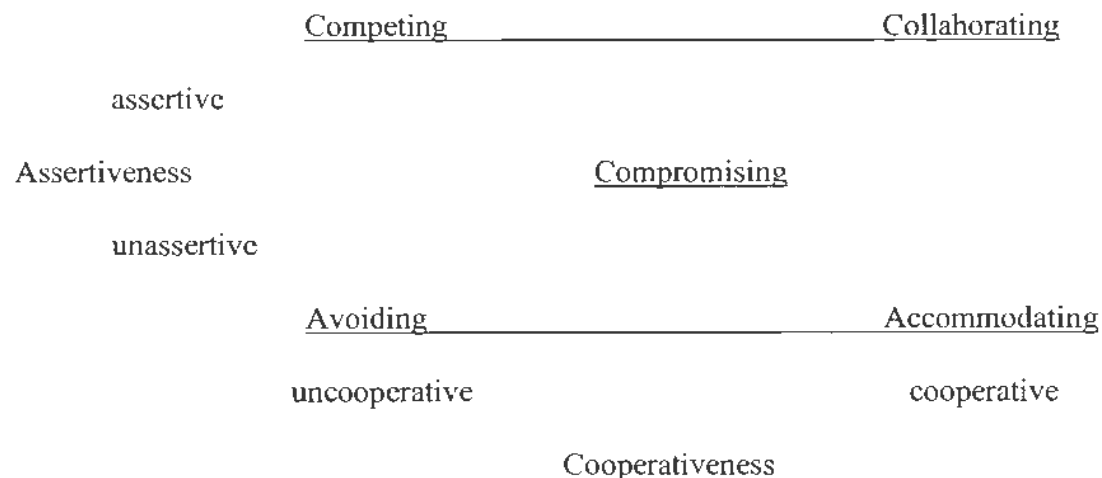 Competing Collahorating
assertive
Assertiveness Compromising
unassertive
Avoiding Accommodating
uncooperative cooperative
Cooperativeness